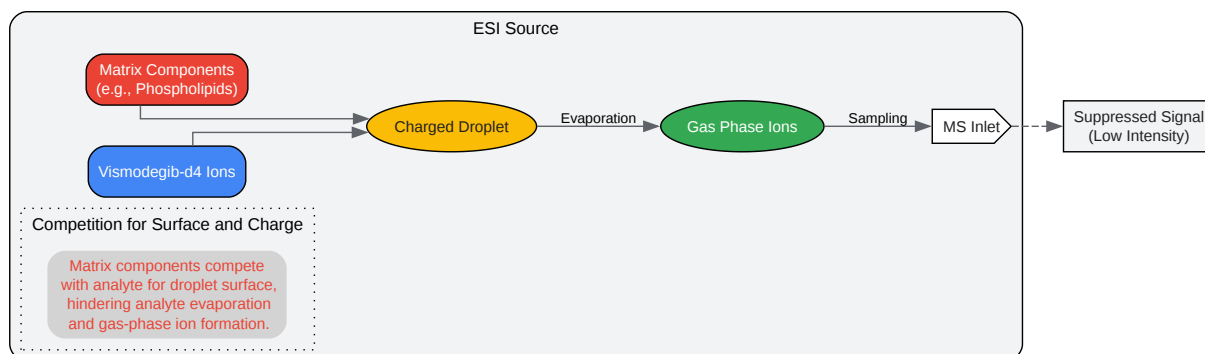 ESI Source
Matrix Components
(e.g., Phospholipids)
Vismodegib-d4 Ions
Charged Droplet
Evaporation
Gas Phase Ions
Sampling
MS Inlet
Suppressed Signal
(Low Intensity)
Competition for Surface and Charge
Matrix components compete
with analyte for droplet surface,
hindering analyte evaporation
and gas-phase ion formation.